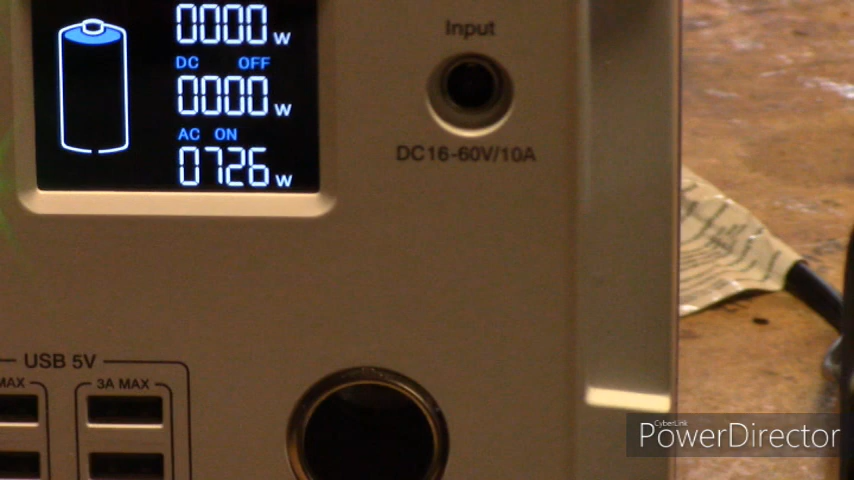 0000w
DC OFF
0000w
AC ON
0726w
Input
DC16-60V/10A
USB 5V
MAX
3A MAX
CyberLink
PowerDirector